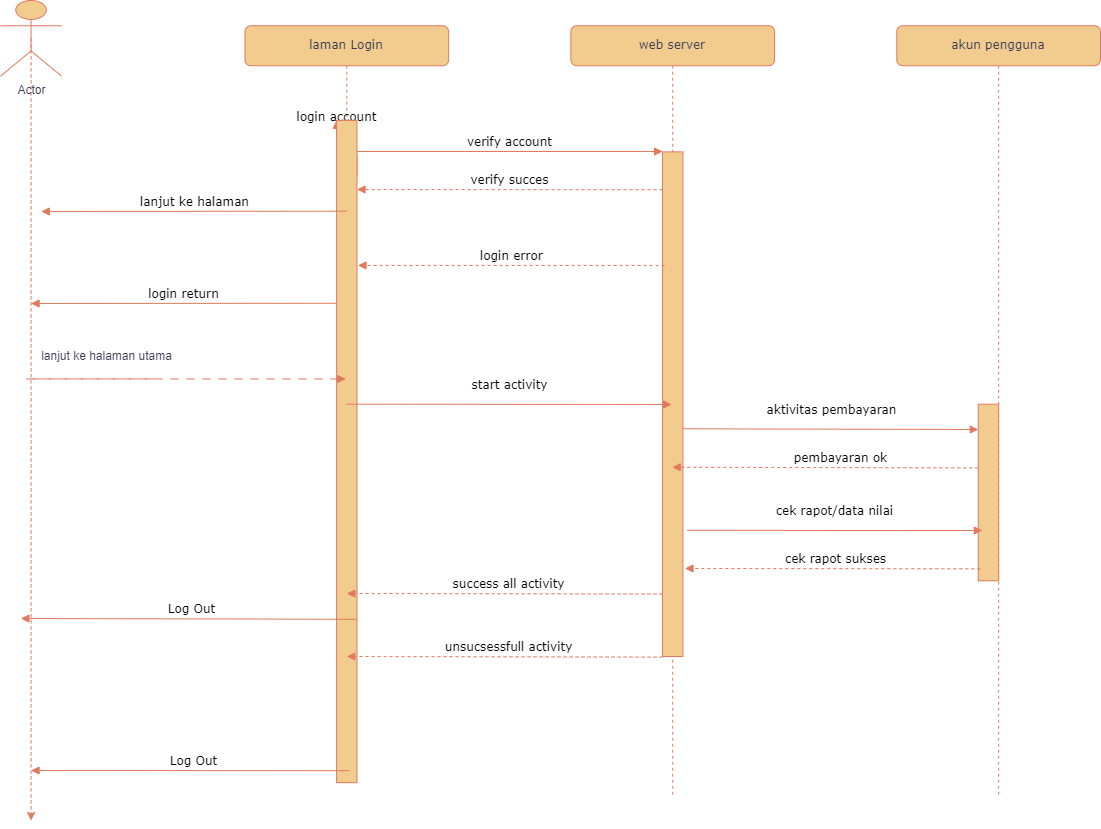 laman Login
web server
akun pengguna
Actor
login account
verify account
verify succes
lanjut ke halaman
login error
login return
lanjut ke halaman utama
start activity
aktivitas pembayaran
pembayaran ok
cek rapot/data nilai
cek rapot sukses
success all activity
Log Out
unsucsessfull activity
Log Out